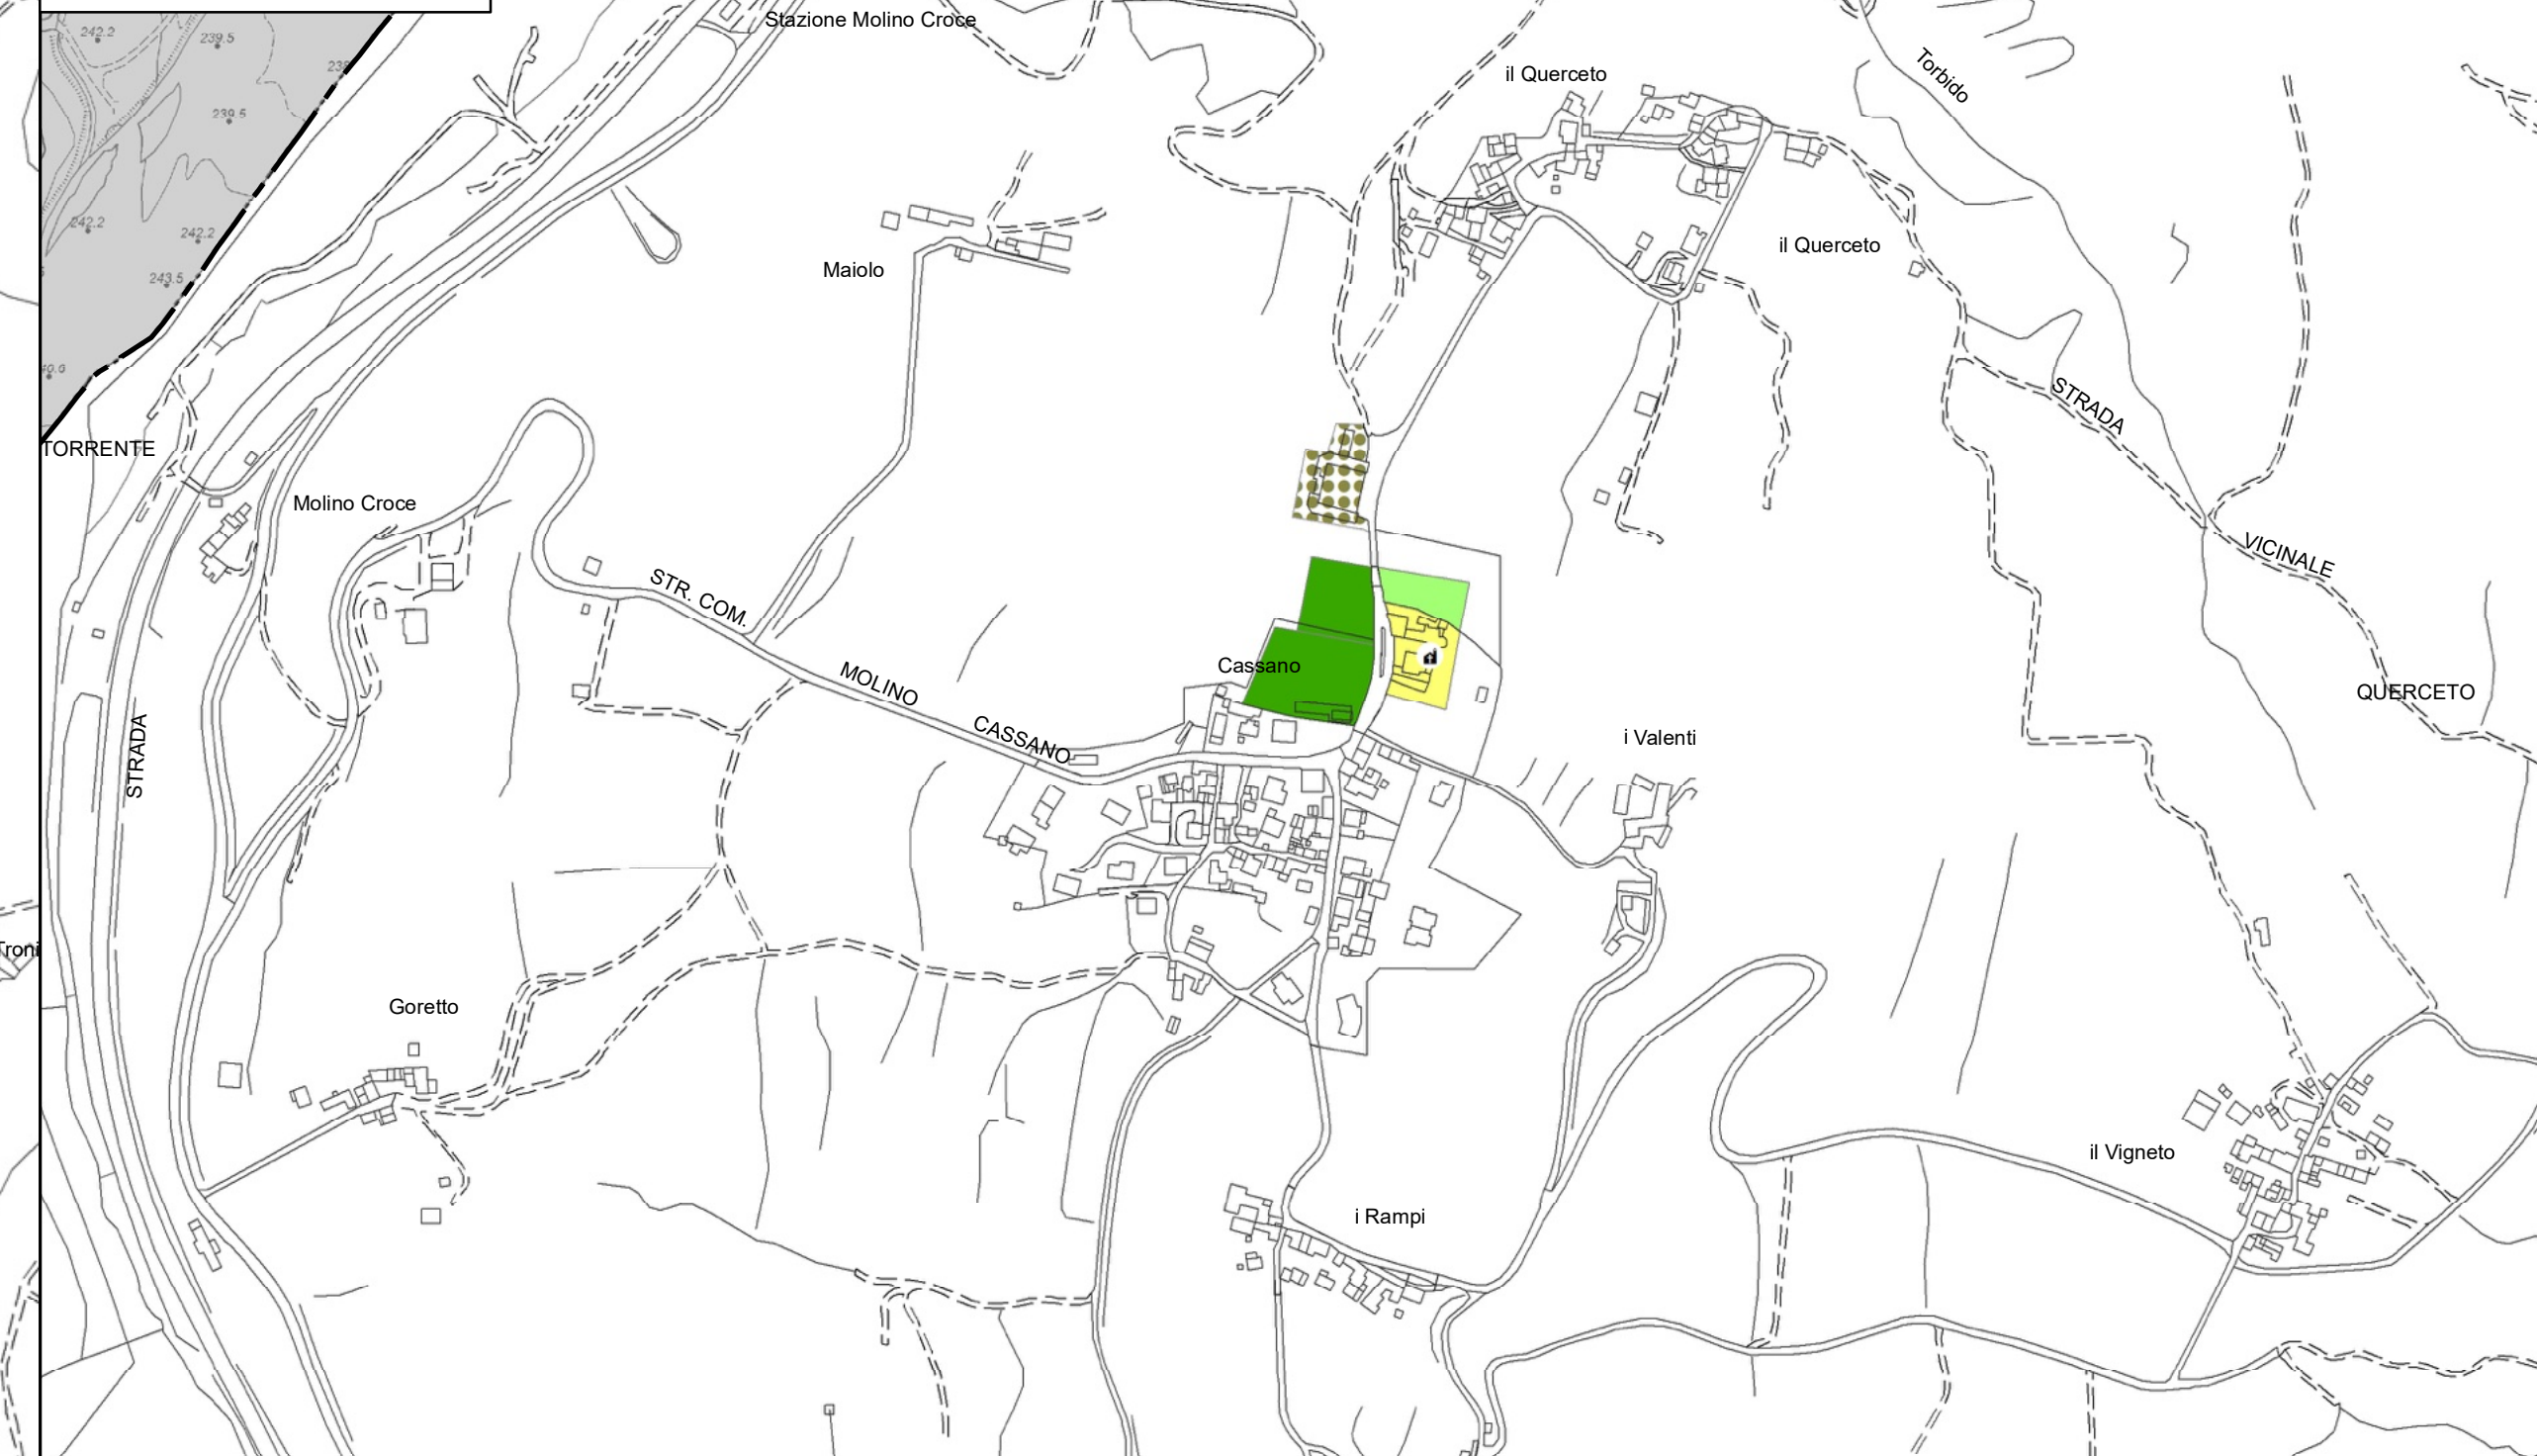 Stazione Molino Croce
242.2
239.5
il Querceto
Torbido
239.5
242.2
242.2
il Querceto
Maiolo
243.5
STRADA
TORRENTE
Molino Croce
VICINALE
STR. COM.
Cassano
MOLINO
QUERCETO
CASSANO
i Valenti
STRADA
Troni
Goretto
il Vigneto
i Rampi